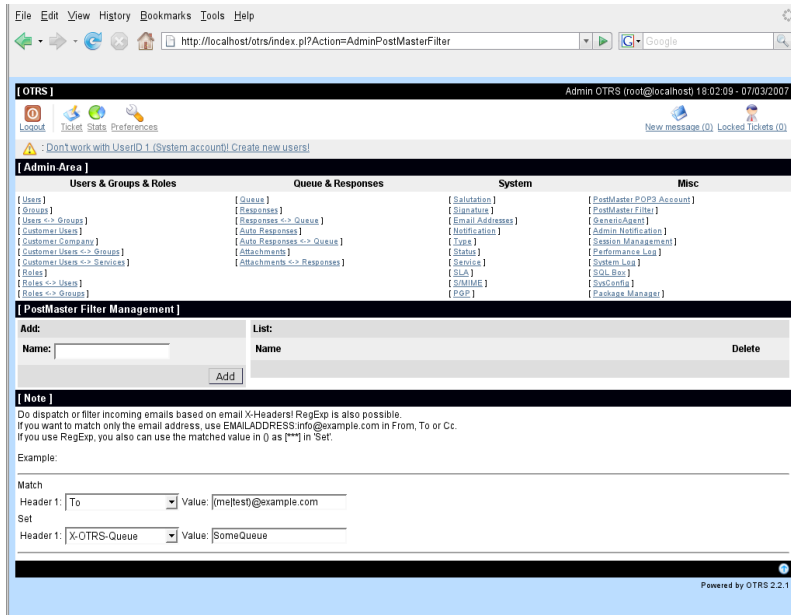 File Edit View History Bookmarks Tools Help
http://localhost/otrs/index.pl?Action=AdminPostMasterFilter
G Google
[ OTRS ]
Admin OTRS (root@localhost) 18:02:09 - 07/03/2007
Logout Ticket Stats Preferences
New message (0) Locked Tickets (0)
: Don't work with UserID 1 (System account)! Create new users!
[ Admin-Area ]
Users & Groups & Roles Queue & Responses System Misc
[ Users ] [ Queue ] [ Salutation ] [ PostMaster POP3 Account ]
[ Groups ] [ Responses ] [ Signature ] [ PostMaster Filter ]
[ Users <-> Groups ] [ Responses <-> Queue ] [ Email Addresses ] [ GenericAgent ]
[ Customer Users ] [ Auto Responses ] [ Notification ] [ Admin Notification ]
[ Customer Company ] [ Auto Responses <-> Queue ] [ Type ] [ Session Management ]
[ Customer Users <-> Groups ] [ Attachments ] [ Status ] [ Performance Log ]
[ Customer Users <-> Services ] [ Attachments <-> Responses ] [ Service ] [ System Log ]
[ Roles ] [ SLA ] [ SQL Box ]
[ Roles <-> Users ] [ S/MIME ] [ SysConfig ]
[ Roles <-> Groups ] [ PGP ] [ Package Manager ]
[ PostMaster Filter Management ]
Add: List:
Name: Name Delete
Add
[ Note ]
Do dispatch or filter incoming emails based on email X-Headers! RegExp is also possible.
If you want to match only the email address, use EMAILADDRESS:info@example.com in From, To or Cc.
If you use RegExp, you also can use the matched value in () as [***] in 'Set'.
Example:
Match
Header 1: To Value: (me|test)@example.com
Set
Header 1: X-OTRS-Queue Value: SomeQueue
Powered by OTRS 2.2.1